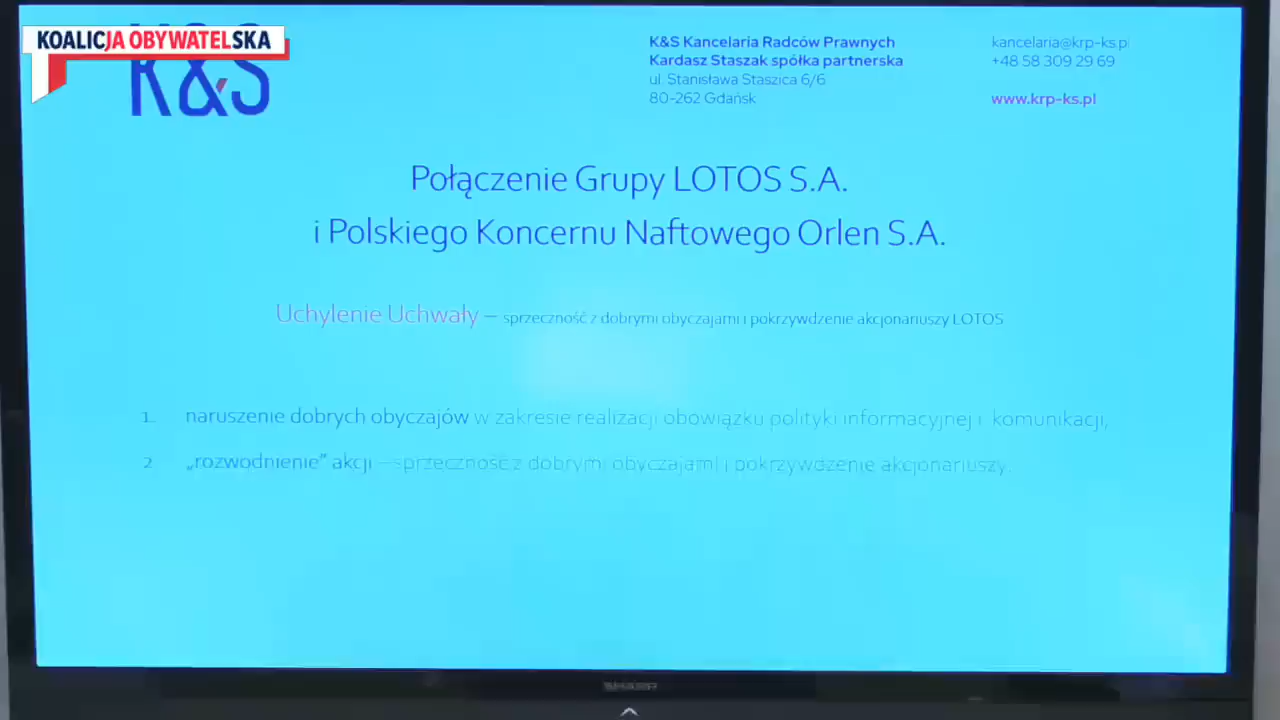 KOALICJA OBYWATELSKA
K&S
K&S Kancelaria Radców Prawnych
Kardasz Staszak spółka partnerska
ul. Stanisława Staszica 6/6
80-262 Gdańsk
kancelaria@krp-ks.pl
+48 58 309 29 69
www.krp-ks.pl
Połączenie Grupy LOTOS S.A.
i Polskiego Koncernu Naftowego Orlen S.A.
Uchylenie Uchwały – sprzeczność z dobrymi obyczajami i pokrzywdzenie akcjonariuszy LOTOS
1. naruszenie dobrych obyczajów w zakresie realizacji obowiązku polityki informacyjnej i komunikacji,
2 „rozwodnienie" akcji – sprzeczność z dobrymi obyczajami i pokrzywdzenie akcjonariuszy.
SHARP